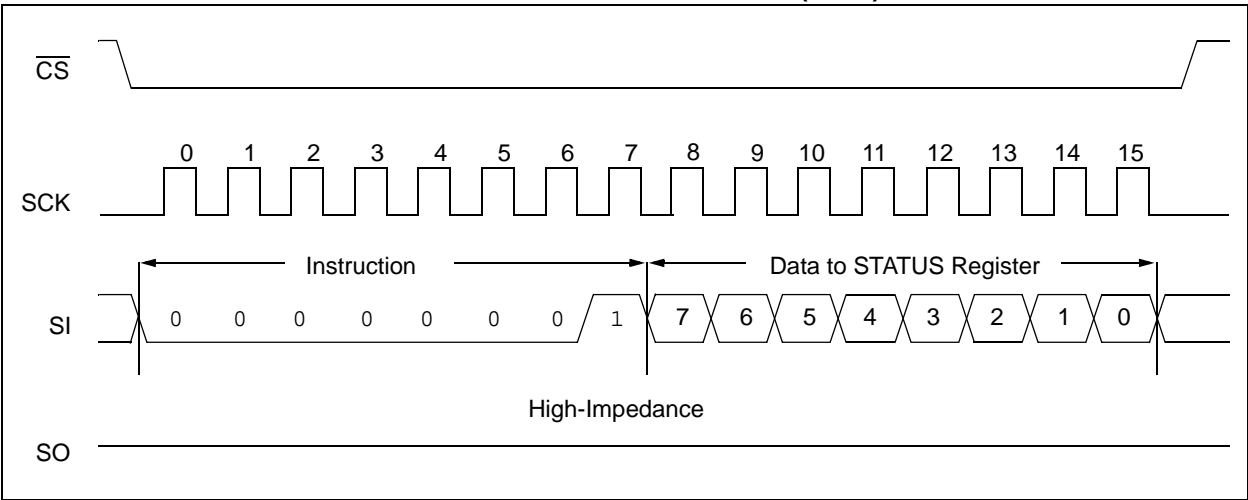 CS
0 1 2 3 4 5 6 7 8 9 10 11 12 13 14 15
SCK
Instruction Data to STATUS Register
SI 0 0 0 0 0 0 0 1 7 6 5 4 3 2 1 0
High-Impedance
SO